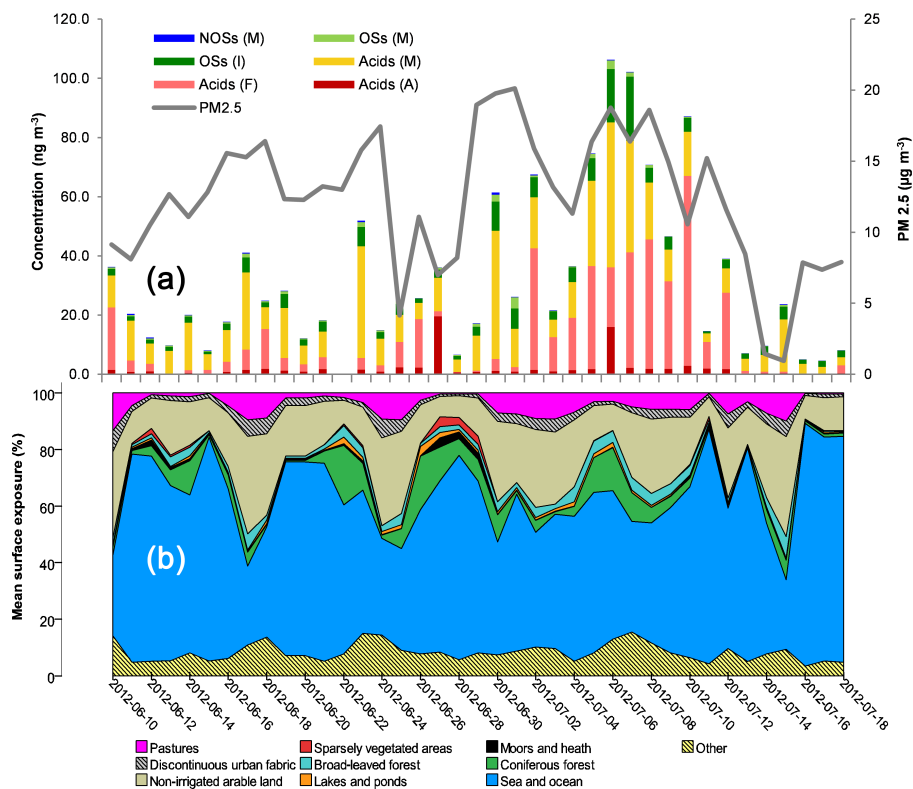 120.0
100.0
80.0
60.0
40.0
20.0
0.0
Concentration (ng m-3)
NOSs (M)
OSs (M)
OSs (I)
Acids (M)
Acids (F)
Acids (A)
PM2.5
(a)
25
20
15
10
5
0
PM 2.5 (µg m-3)
100
80
60
40
20
0
Mean surface exposure (%)
(b)
2012-06-10
2012-06-12
2012-06-14
2012-06-16
2012-06-18
2012-06-20
2012-06-22
2012-06-24
2012-06-26
2012-06-28
2012-06-30
2012-07-02
2012-07-04
2012-07-06
2012-07-08
2012-07-10
2012-07-12
2012-07-14
2012-07-16
2012-07-18
Pastures
Sparsely vegetated areas
Moors and heath
Other
Discontinuous urban fabric
Broad-leaved forest
Coniferous forest
Non-irrigated arable land
Lakes and ponds
Sea and ocean